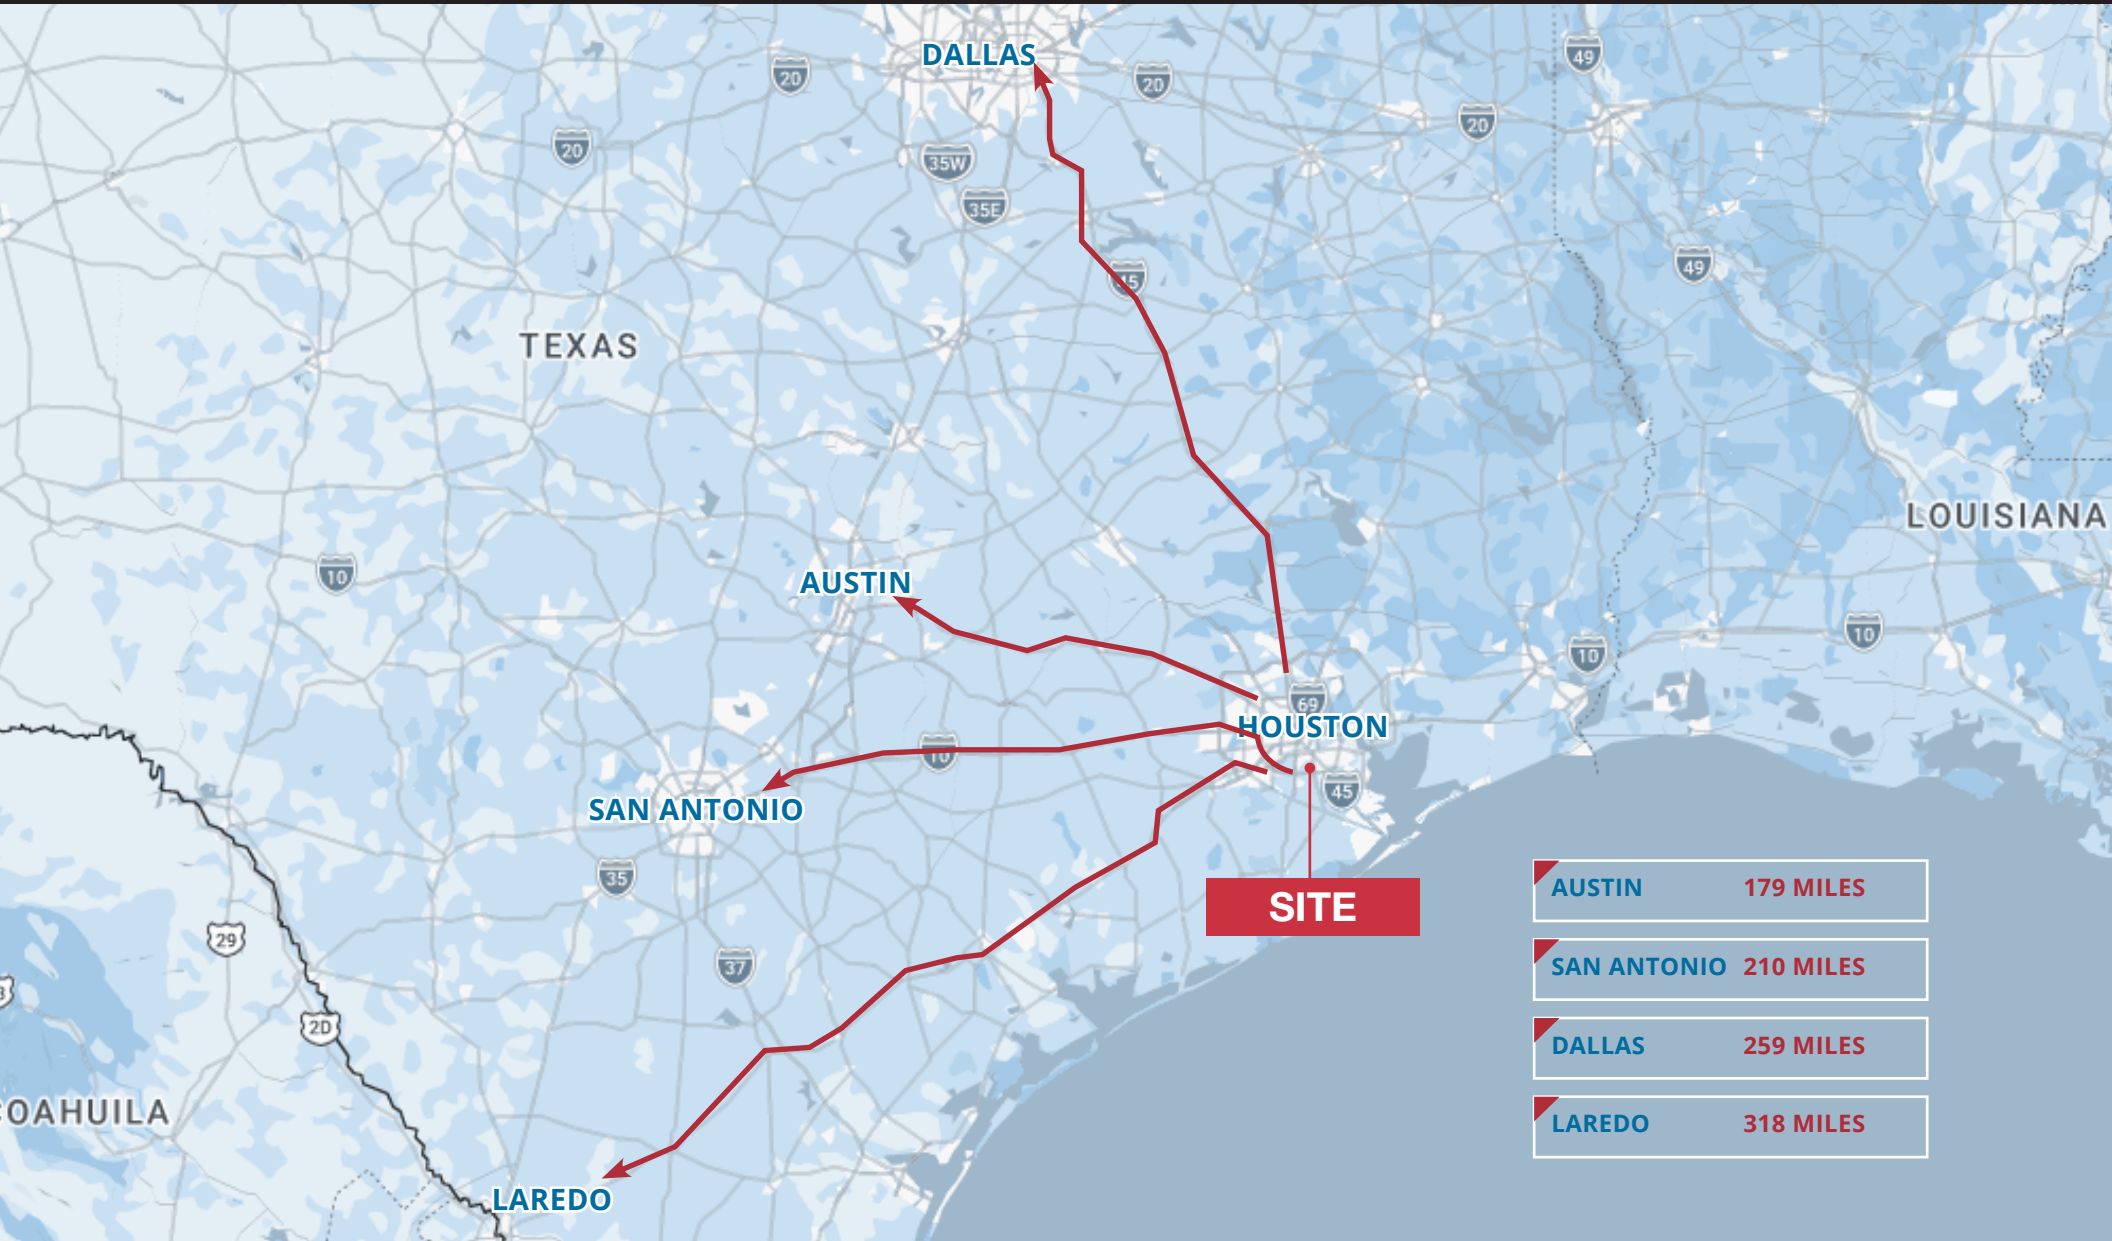 DALLAS
49
20
20
20
20
35W
35E
49
45
TEXAS
LOUISIANA
10
AUSTIN
10
10
69
HOUSTON
10
45
SAN ANTONIO
35
SITE
AUSTIN 179 MILES
29
SAN ANTONIO 210 MILES
37
2D
DALLAS 259 MILES
COAHUILA
LAREDO 318 MILES
LAREDO